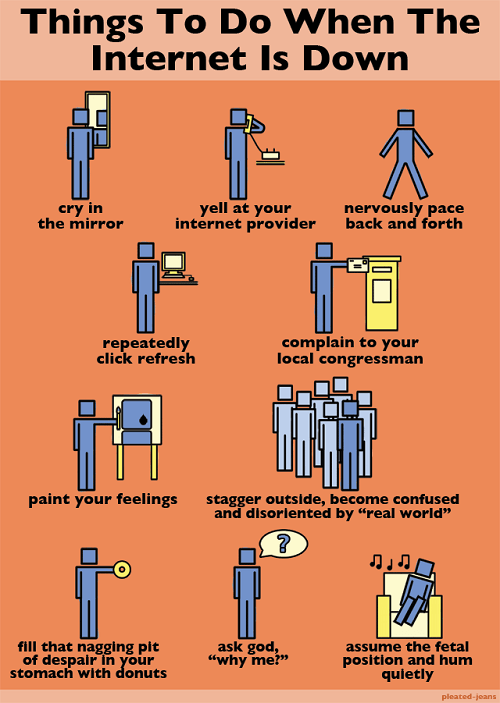 Things To Do When The
Internet Is Down
cry in
the mirror
yell at your
internet provider
nervously pace
back and forth
repeatedly
click refresh
complain to your
local congressman
paint your feelings
stagger outside, become confused
and disoriented by “real world”
?
fill that nagging pit
of despair in your
stomach with donuts
ask god,
“why me?”
assume the fetal
position and hum
quietly
pleated-jeans